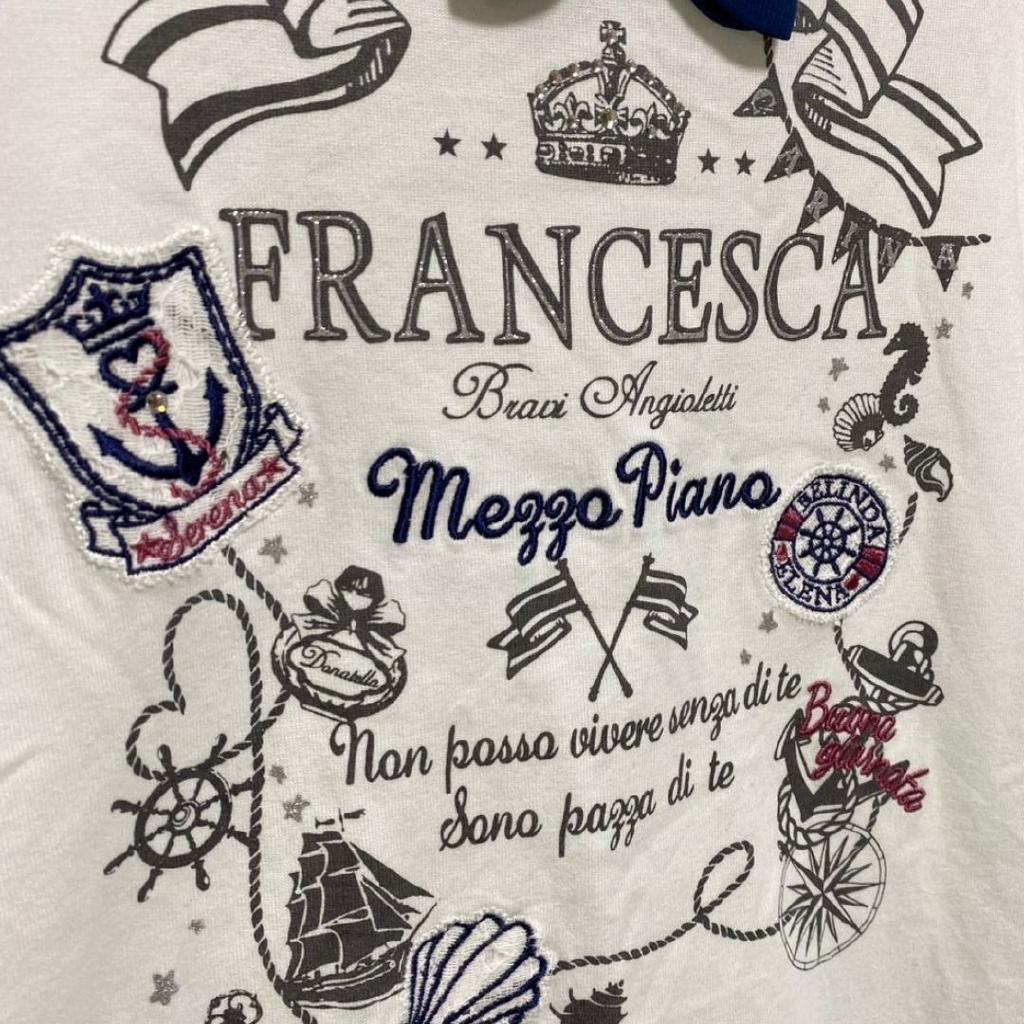 CARINA
FRANCESCA
Bravi Angioletti
Mezzo Piano
Serena
BELINDA
ELENA
Donatella
Non posso vivere senza di te
Sono pazza di te
Buona
giornata